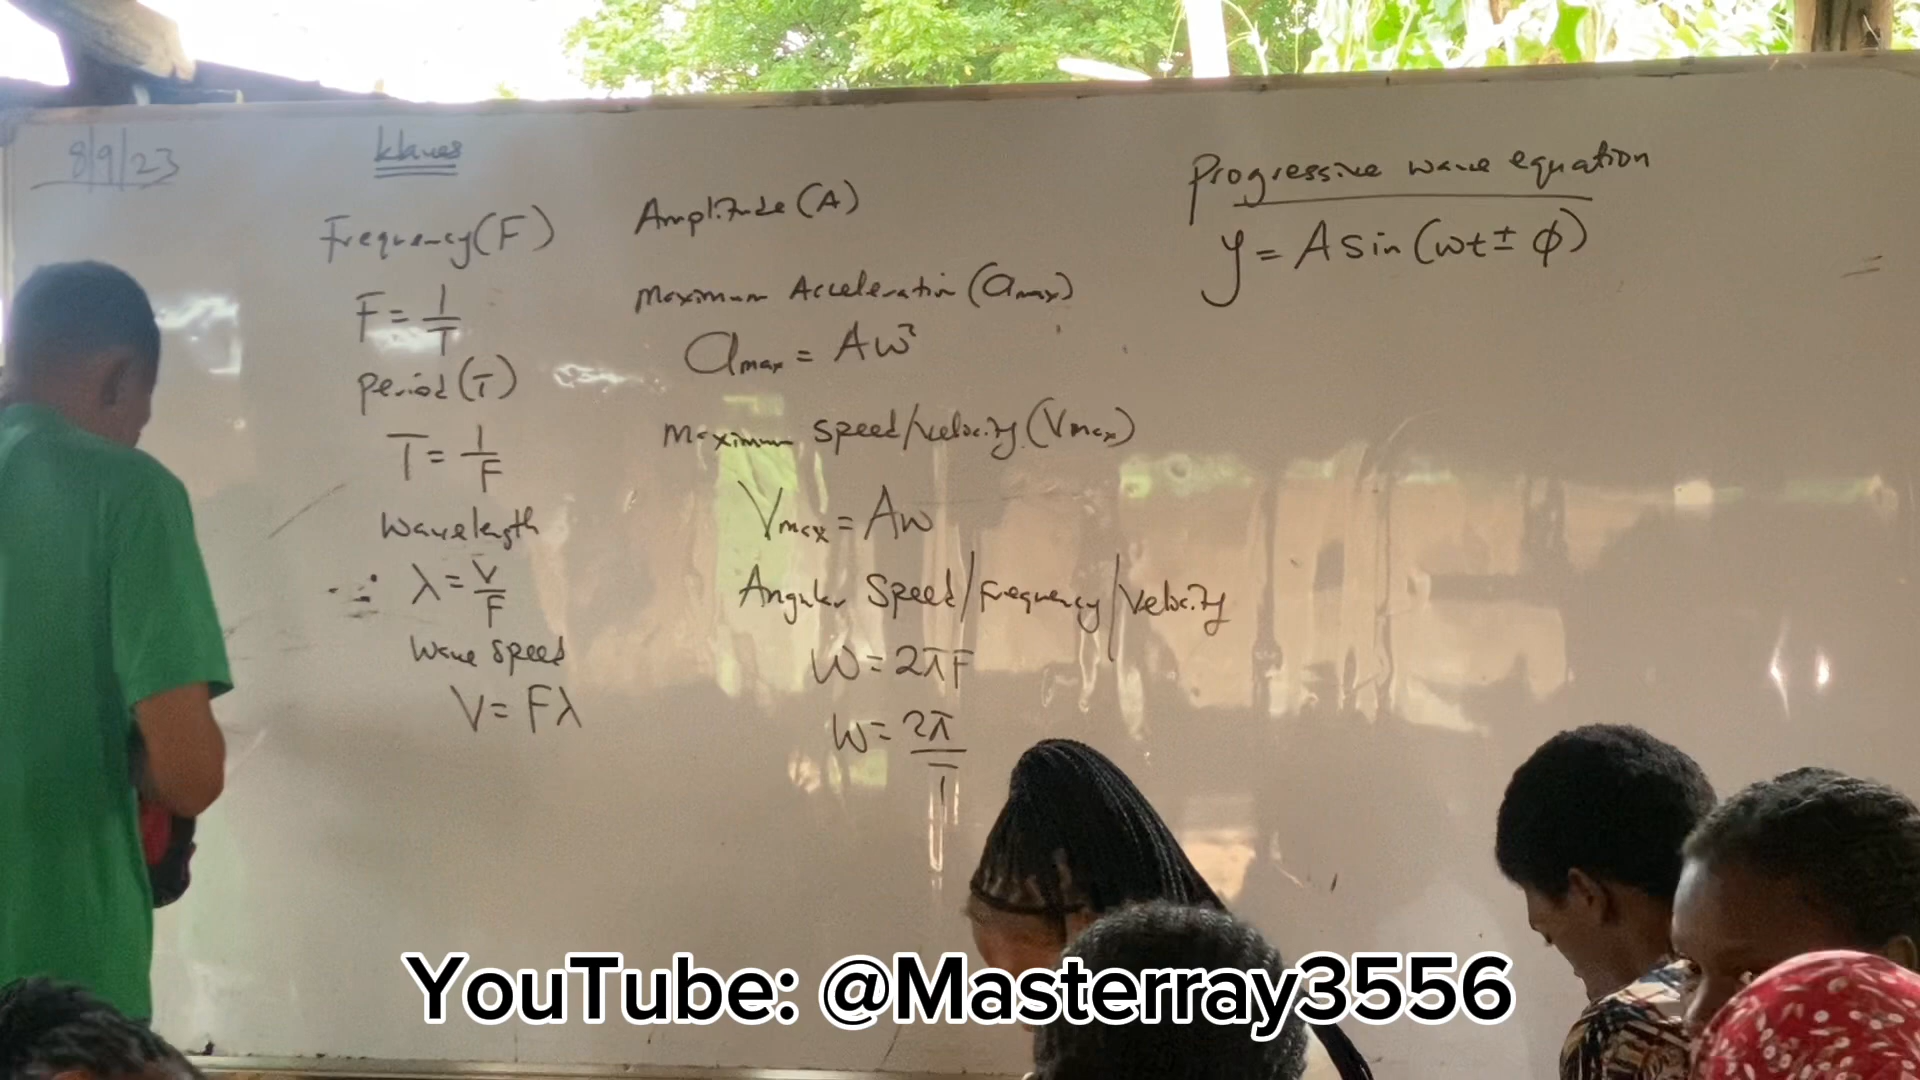 8/9/23
Waves
Frequency (F)
F = 1/T
Period (T)
T = 1/F
Wavelength
λ = V/F
Wave speed
V = Fλ
Amplitude (A)
Maximum Acceleration (amax)
amax = Aω²
Maximum speed/velocity (Vmax)
Vmax = Aω
Angular Speed/frequency/velocity
ω = 2πF
ω = 2π/T
Progressive wave equation
y = A sin (ωt ± φ)
YouTube: @Masterray3556